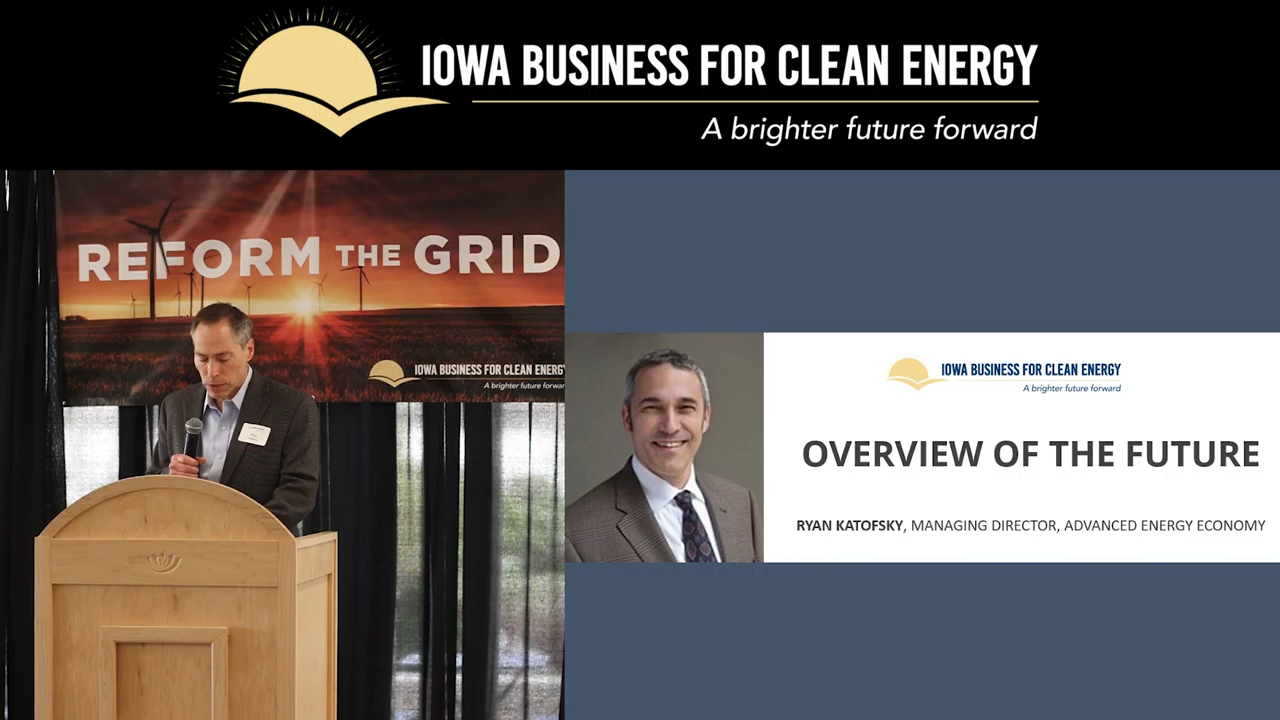 IOWA BUSINESS FOR CLEAN ENERGY
A brighter future forward
REFORM THE GRID
IOWA BUSINESS FOR CLEAN ENERGY
A brighter future forwar
IOWA BUSINESS FOR CLEAN ENERGY
A brighter future forward
OVERVIEW OF THE FUTURE
RYAN KATOFSKY, MANAGING DIRECTOR, ADVANCED ENERGY ECONOMY